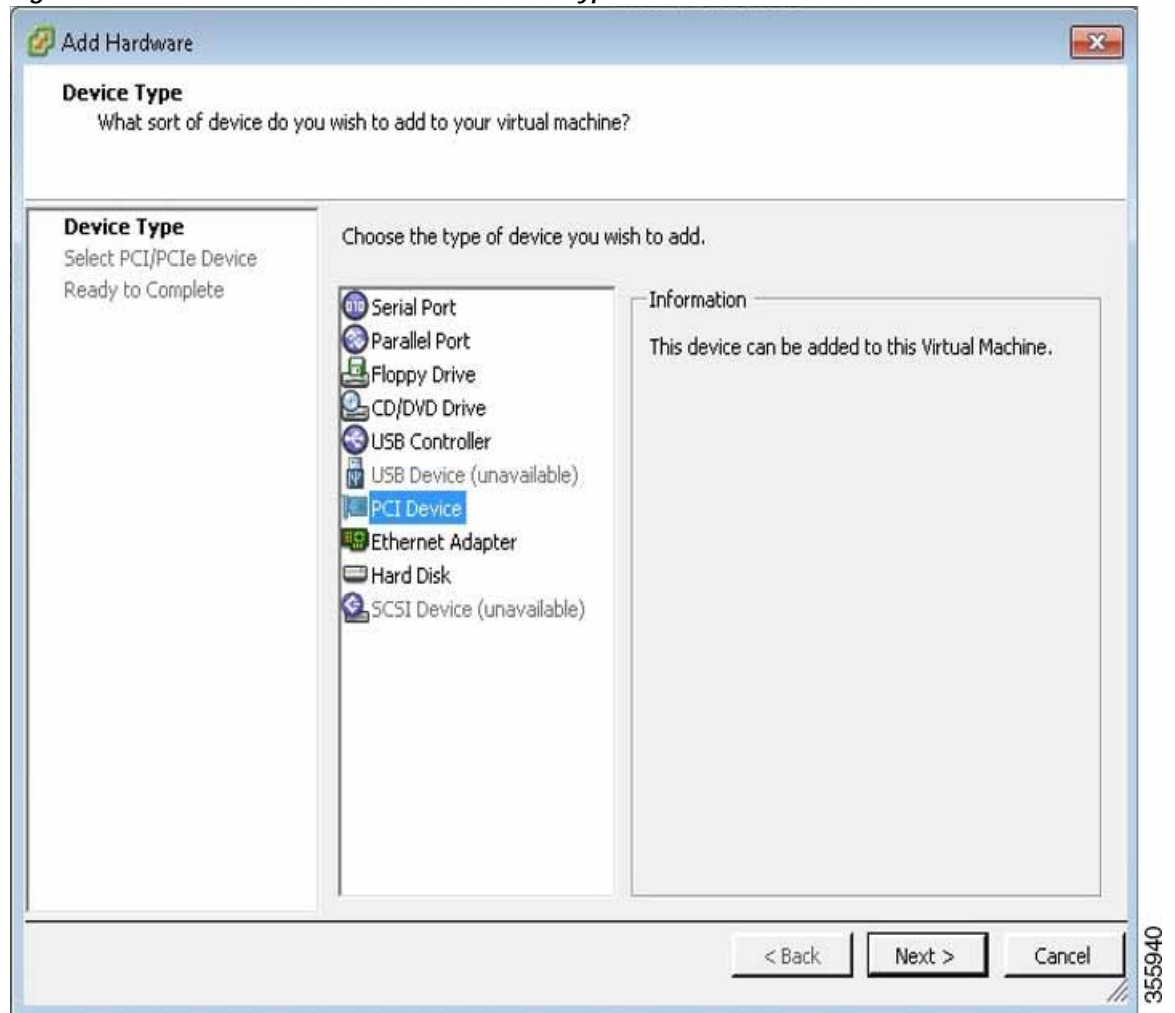 Add Hardware
Device Type
What sort of device do you wish to add to your virtual machine?
Device Type
Select PCI/PCIe Device
Ready to Complete
Choose the type of device you wish to add.
Serial Port
Parallel Port
Floppy Drive
CD/DVD Drive
USB Controller
USB Device (unavailable)
PCI Device
Ethernet Adapter
Hard Disk
SCSI Device (unavailable)
Information
This device can be added to this Virtual Machine.
< Back
Next >
Cancel
355940